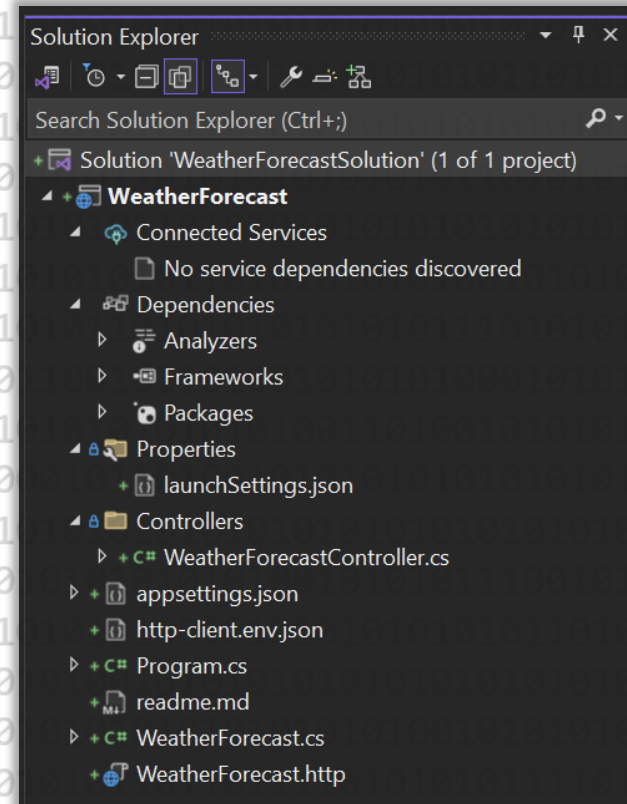 Solution Explorer
Search Solution Explorer (Ctrl+;)
Solution 'WeatherForecastSolution' (1 of 1 project)
WeatherForecast
Connected Services
No service dependencies discovered
Dependencies
Analyzers
Frameworks
Packages
Properties
launchSettings.json
Controllers
C# WeatherForecastController.cs
appsettings.json
http-client.env.json
C# Program.cs
readme.md
C# WeatherForecast.cs
WeatherForecast.http